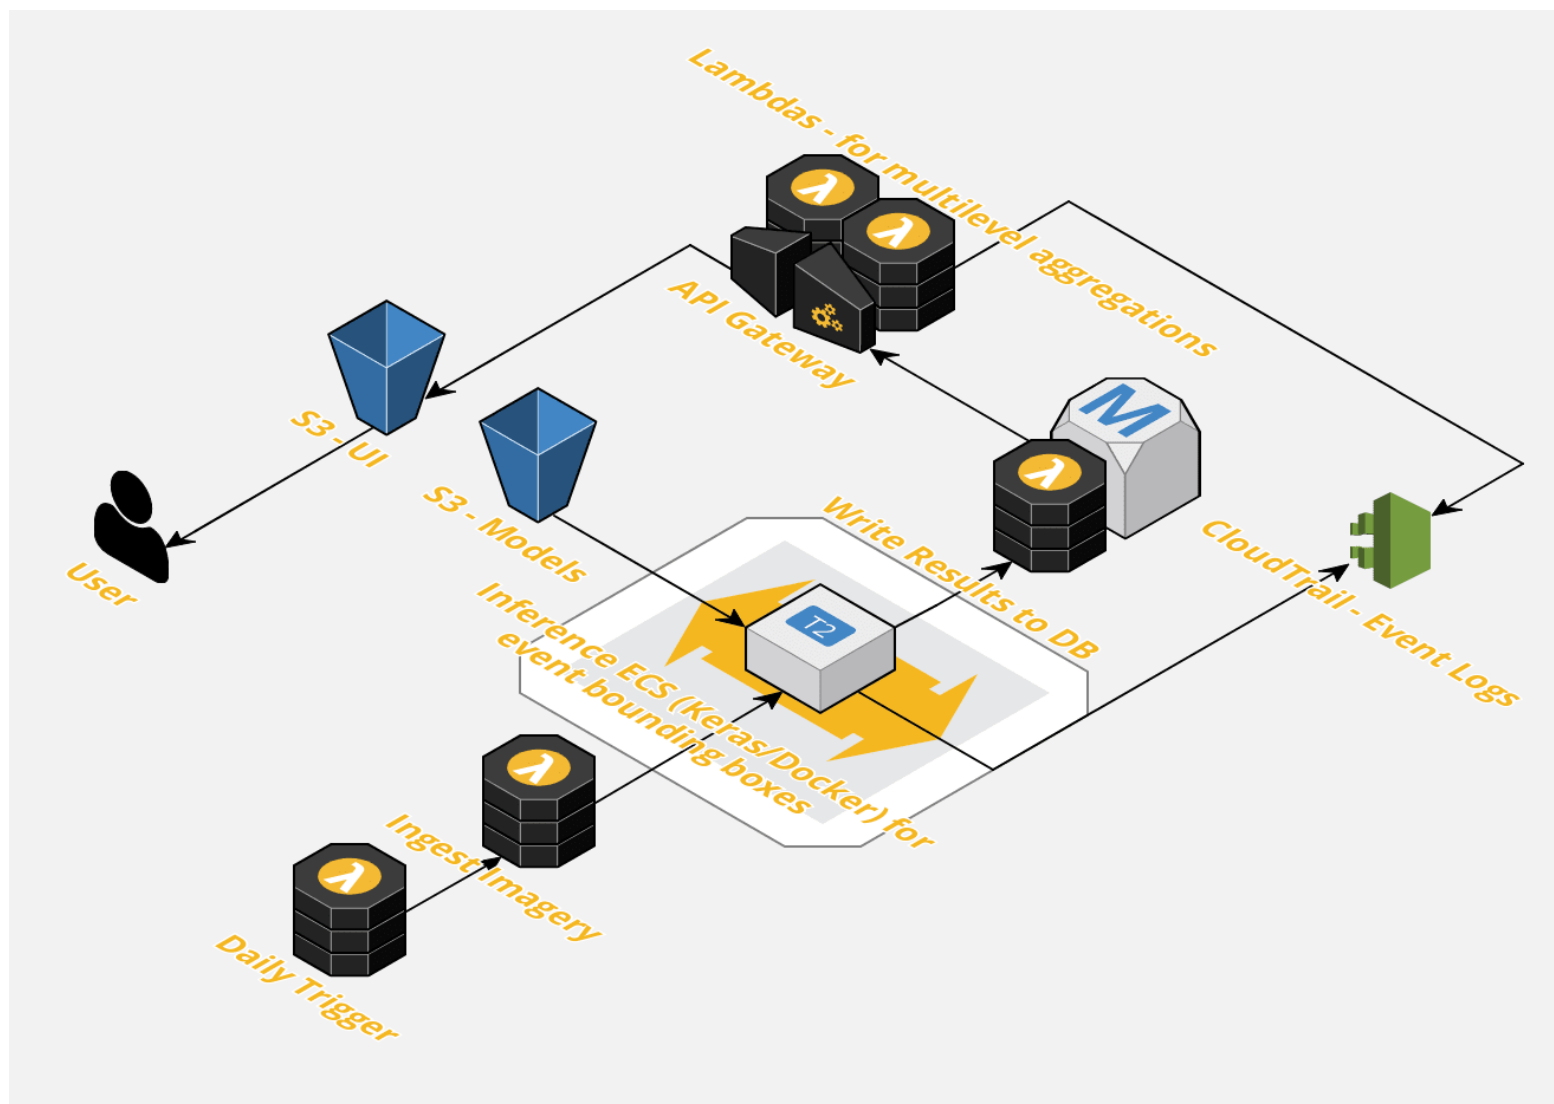 Lambdas - for multilevel aggregations
λ
λ
API Gateway
S3 - UI
M
λ
S3 - Models
Write Results to DB
CloudTrail - Event Logs
User
T2
Inference ECS (Keras/Docker) for
event bounding boxes
λ
Ingest Imagery
λ
Daily Trigger